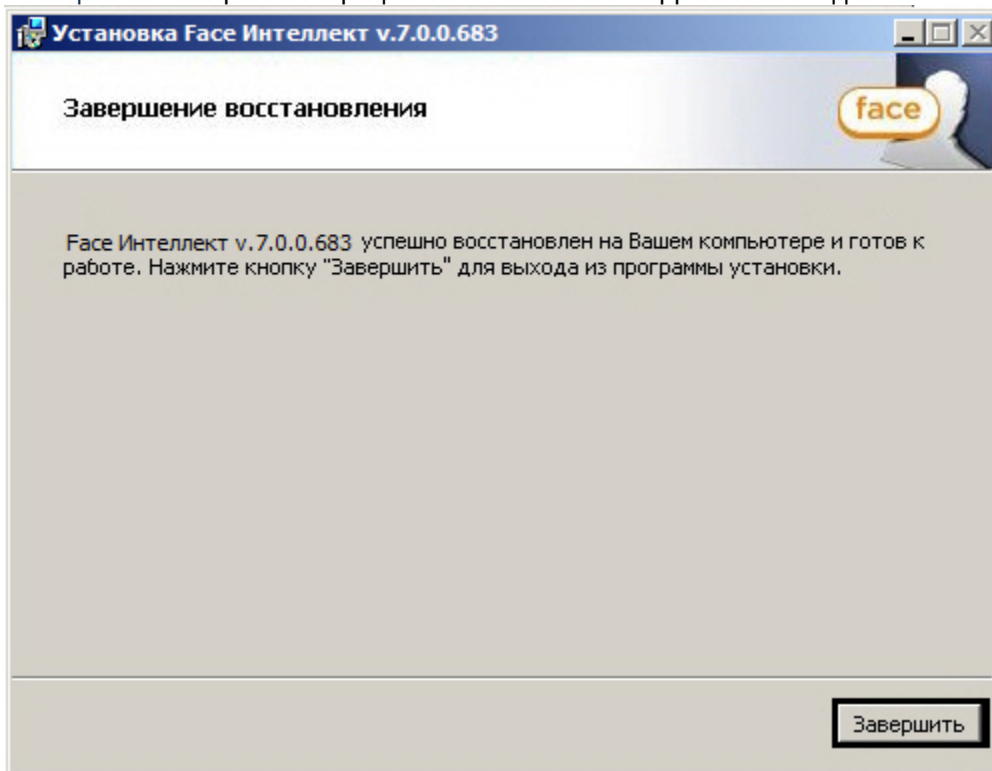 Установка Face Интеллект v.7.0.0.683
Завершение восстановления
face
Face Интеллект v.7.0.0.683 успешно восстановлен на Вашем компьютере и готов к
работе. Нажмите кнопку "Завершить" для выхода из программы установки.
Завершить